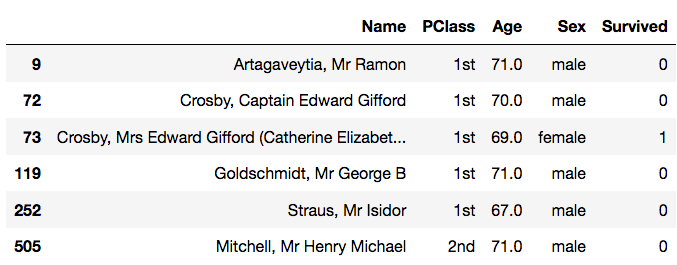 Name PClass Age Sex Survived
9 Artagaveytia, Mr Ramon 1st 71.0 male 0
72 Crosby, Captain Edward Gifford 1st 70.0 male 0
73 Crosby, Mrs Edward Gifford (Catherine Elizabet... 1st 69.0 female 1
119 Goldschmidt, Mr George B 1st 71.0 male 0
252 Straus, Mr Isidor 1st 67.0 male 0
505 Mitchell, Mr Henry Michael 2nd 71.0 male 0